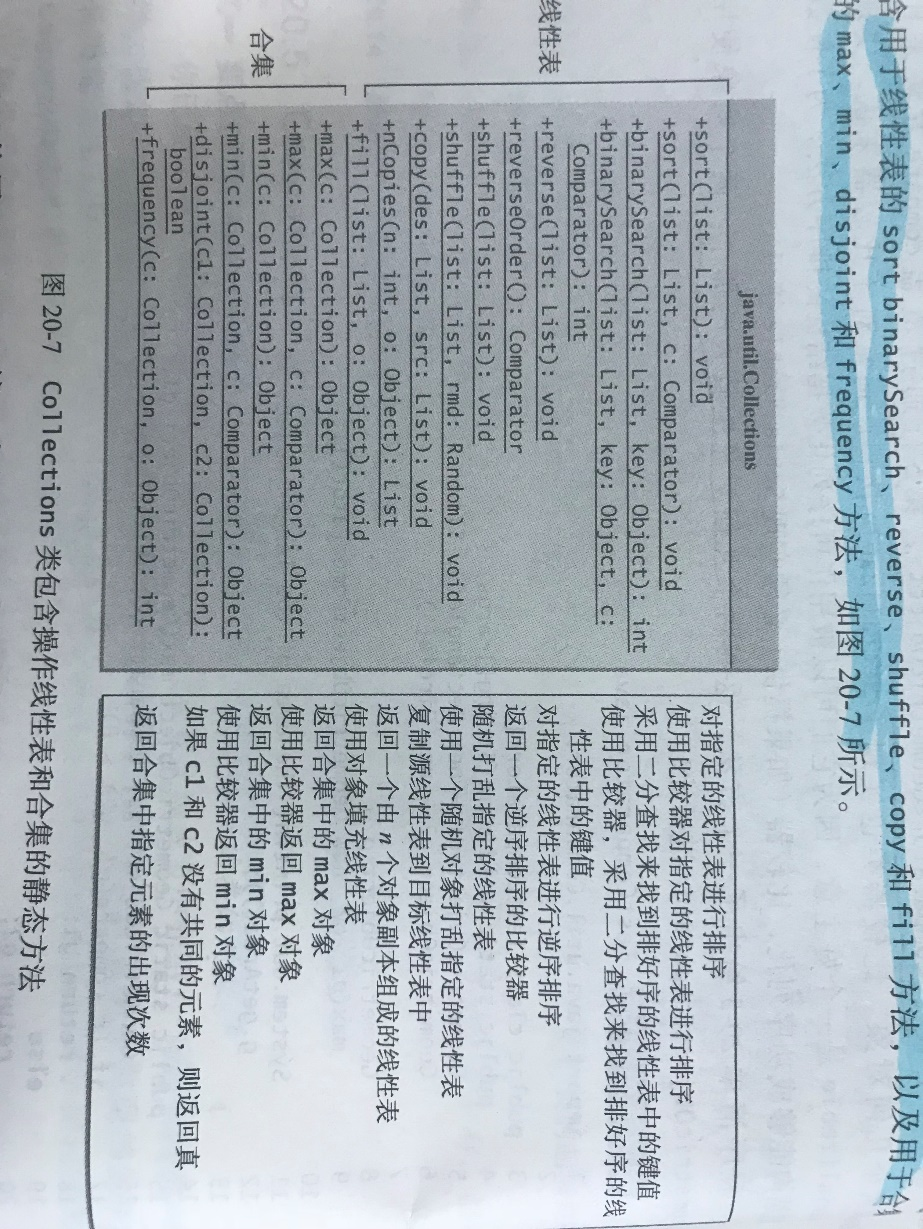 含用于线性表的 sort binarySearch、reverse、shuffle、copy 和 fill 方法，以及用于合
的 max、min、disjoint 和 frequency 方法，如图 20-7 所示。
java.util.Collections
线性表
+sort(list: List): void
+sort(list: List, c: Comparator): void
+binarySearch(list: List, key: Object): int
+binarySearch(list: List, key: Object, c:
Comparator): int
+reverse(list: List): void
+reverseOrder(): Comparator
+shuffle(list: List): void
+shuffle(list: List, rmd: Random): void
+copy(des: List, src: List): void
+nCopies(n: int, o: Object): List
+fill(list: List, o: Object): void
合集
+max(c: Collection): Object
+max(c: Collection, c: Comparator): Object
+min(c: Collection): Object
+min(c: Collection, c: Comparator): Object
+disjoint(c1: Collection, c2: Collection):
boolean
+frequency(c: Collection, o: Object): int
对指定的线性表进行排序
使用比较器对指定的线性表进行排序
采用二分查找来找到排好序的线性表中的键值
使用比较器，采用二分查找来找到排好序的线
性表中的键值
对指定的线性表进行逆序排序
返回一个逆序排序的比较器
随机打乱指定的线性表
使用一个随机对象打乱指定的线性表
复制源线性表到目标线性表中
返回一个由 n 个对象副本组成的线性表
使用对象填充线性表
返回合集中的 max 对象
使用比较器返回 max 对象
返回合集中的 min 对象
使用比较器返回 min 对象
如果 c1 和 c2 没有共同的元素，则返回真
返回合集中指定元素的出现次数
图 20-7 Collections 类包含操作线性表和合集的静态方法